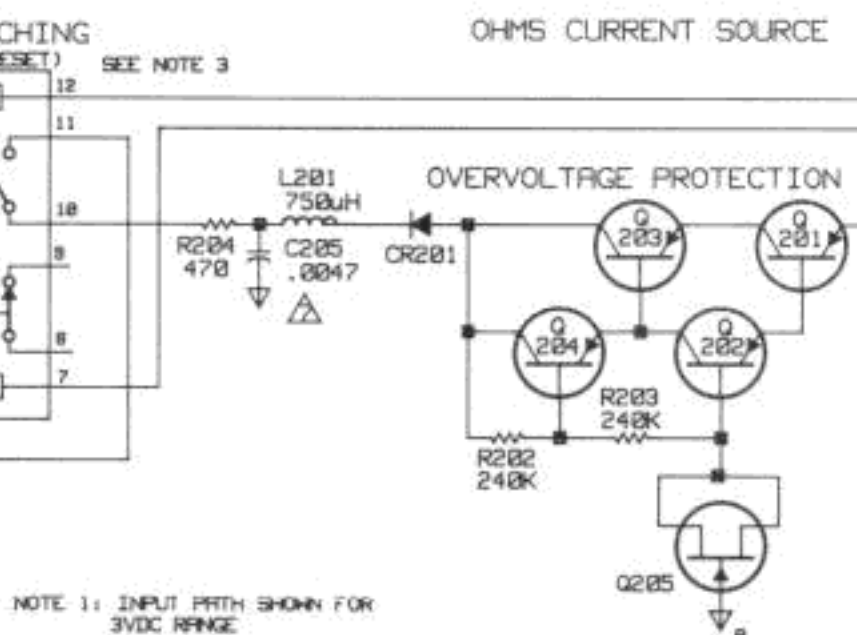 CHING
OHMS CURRENT SOURCE
ESET)
SEE NOTE 3
12
11
OVERVOLTAGE PROTECTION
L201
750uH
10
R204
470
C205
.0047
CR201
Q
203
Q
201
9
Q
204
Q
202
7
R203
240K
R202
240K
Q205
NOTE 1: INPUT PATH SHOWN FOR
3VDC RANGE